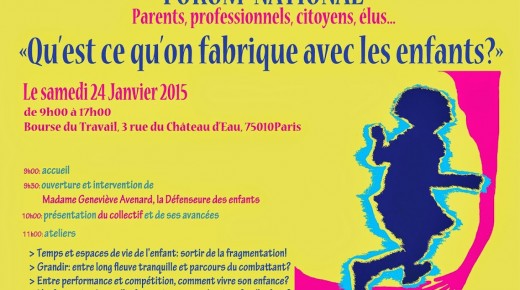 FORUM NATIONAL
Parents, professionnels, citoyens, élus...
«Qu'est ce qu'on fabrique avec les enfants?»
Le samedi 24 Janvier 2015
de 9h00 à 17h00
Bourse du Travail, 3 rue du Château d'Eau, 75010Paris
9h00: accueil
9h30: ouverture et intervention de
Madame Geneviève Avenard, la Défenseure des enfants
10h00: présentation du collectif et de ses avancées
11h00: ateliers
> Temps et espaces de vie de l'enfant: sortir de la fragmentation!
> Grandir: entre long fleuve tranquille et parcours du combattant?
> Entre performance et compétition, comment vivre son enfance?